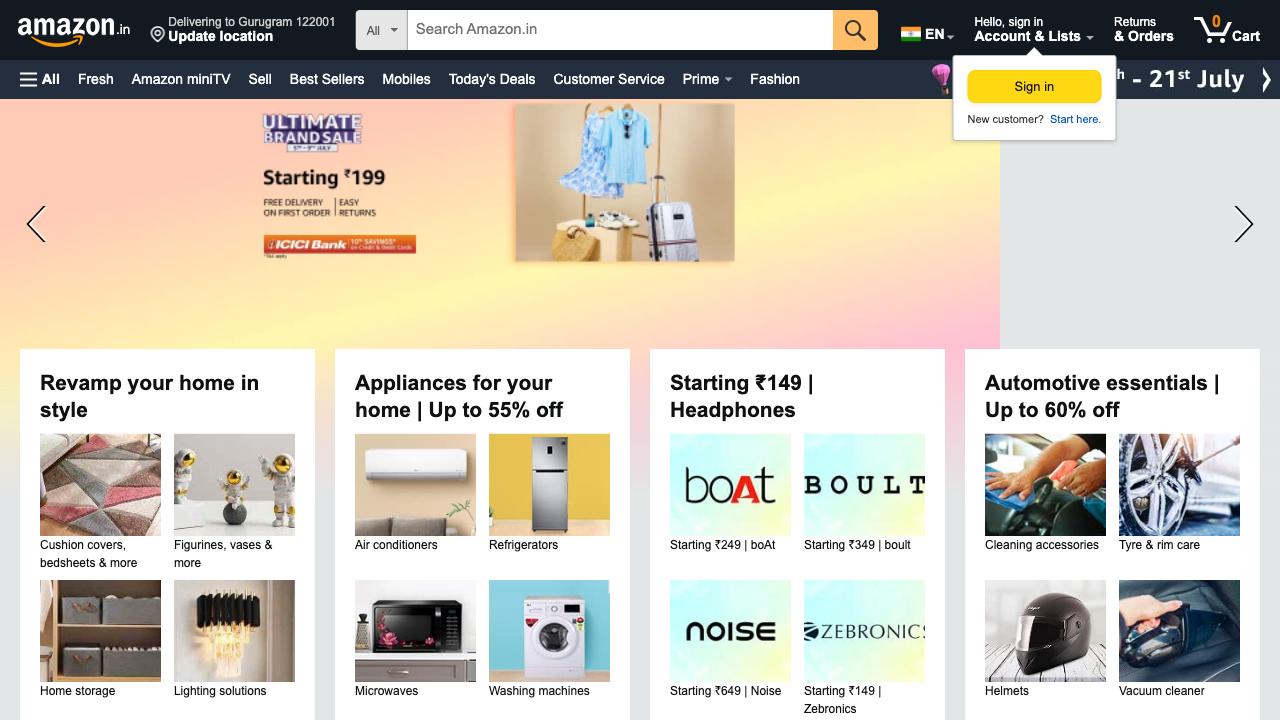 amazon.in
Delivering to Gurugram 122001
Update location
All
Search Amazon.in
EN
Hello, sign in
Account & Lists
Returns
& Orders
0
Cart
All
Fresh
Amazon miniTV
Sell
Best Sellers
Mobiles
Today's Deals
Customer Service
Prime
Fashion
h - 21st July
Sign in
New customer? Start here.
ULTIMATE
BRAND SALE
5TH - 9TH JULY
Starting ₹199
FREE DELIVERY
ON FIRST ORDER
EASY
RETURNS
ICICI Bank
10% SAVINGS*
on Credit & Debit Cards
*T&C apply
Revamp your home in
style
Cushion covers,
bedsheets & more
Figurines, vases &
more
Home storage
Lighting solutions
Appliances for your
home | Up to 55% off
Air conditioners
Refrigerators
Microwaves
Washing machines
Starting ₹149 |
Headphones
boAt
BOULT
Starting ₹249 | boAt
Starting ₹349 | boult
noise
ZEBRONICS
Starting ₹649 | Noise
Starting ₹149 |
Zebronics
Automotive essentials |
Up to 60% off
Cleaning accessories
Tyre & rim care
Helmets
Vacuum cleaner